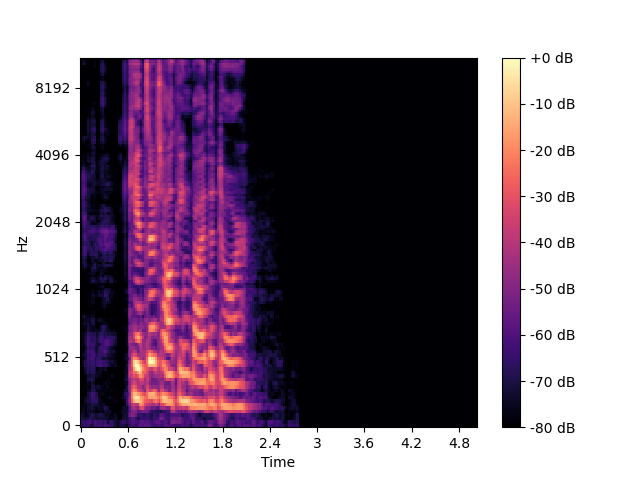 8192
4096
2048
1024
512
0
Hz
0 0.6 1.2 1.8 2.4 3 3.6 4.2 4.8
Time
+0 dB
-10 dB
-20 dB
-30 dB
-40 dB
-50 dB
-60 dB
-70 dB
-80 dB